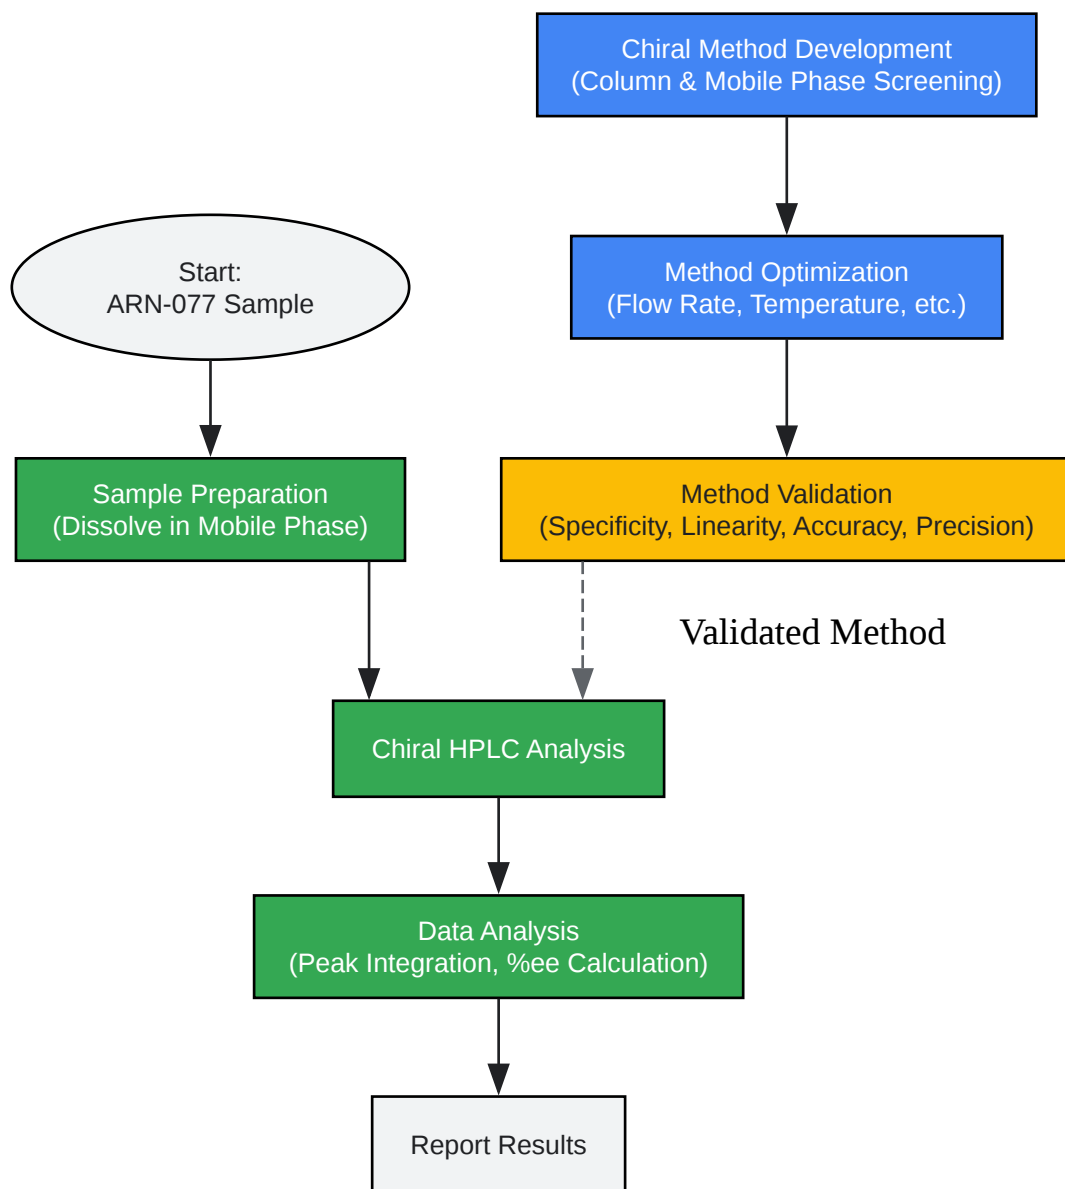 Chiral Method Development
(Column & Mobile Phase Screening)
Method Optimization
(Flow Rate, Temperature, etc.)
Start:
ARN-077 Sample
Sample Preparation
(Dissolve in Mobile Phase)
Method Validation
(Specificity, Linearity, Accuracy, Precision)
Validated Method
Chiral HPLC Analysis
Data Analysis
(Peak Integration, %ee Calculation)
Report Results